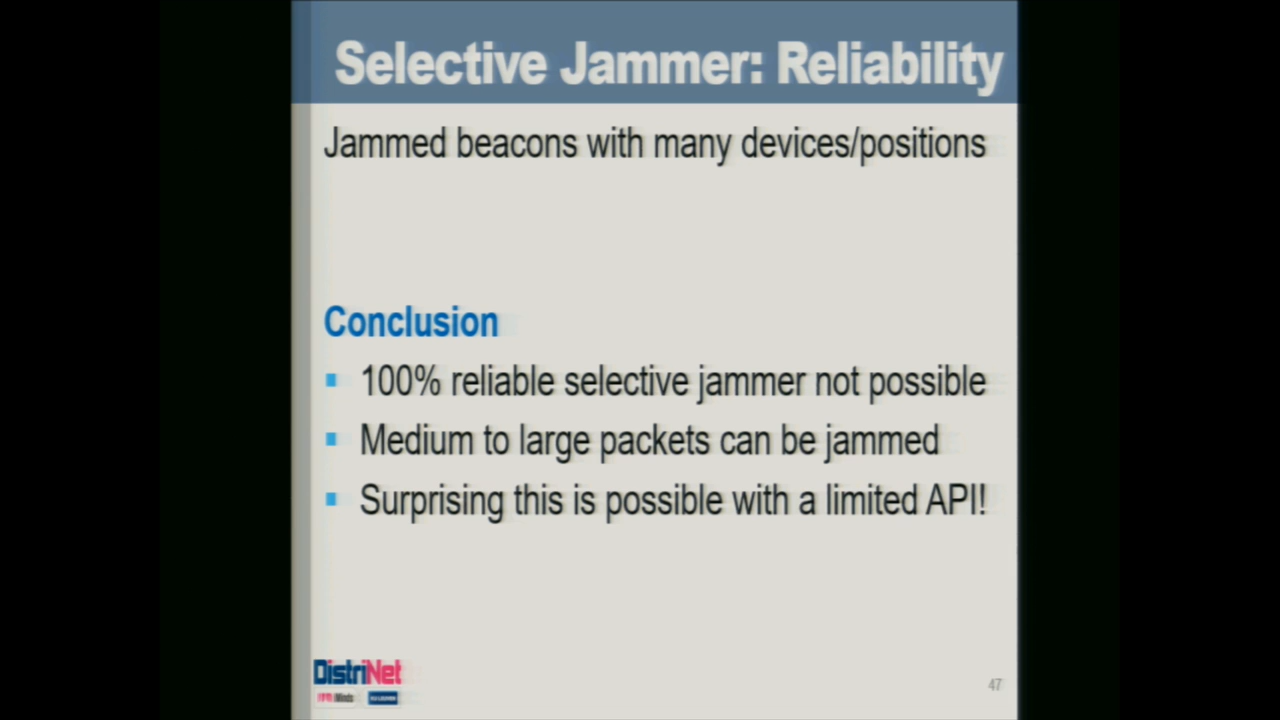 Selective Jammer: Reliability
Jammed beacons with many devices/positions
Conclusion
100% reliable selective jammer not possible
Medium to large packets can be jammed
Surprising this is possible with a limited API!
DistriNet
47